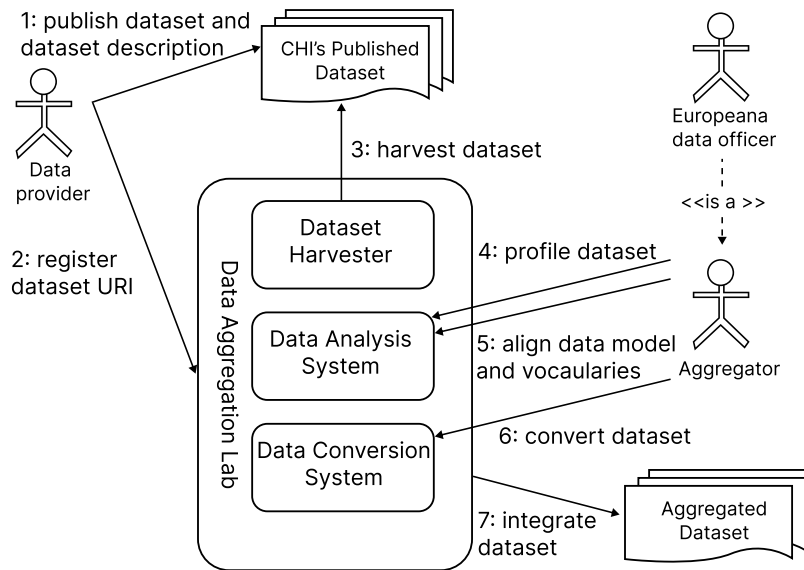 1: publish dataset and
dataset description
CHI's Published
Dataset
Europeana
data officer
Data
provider
3: harvest dataset
<<is a >>
2: register
dataset URI
Data Aggregation Lab
Dataset
Harvester
4: profile dataset
Data Analysis
System
5: align data model
and vocaularies
Aggregator
Data Conversion
System
6: convert dataset
7: integrate
dataset
Aggregated
Dataset